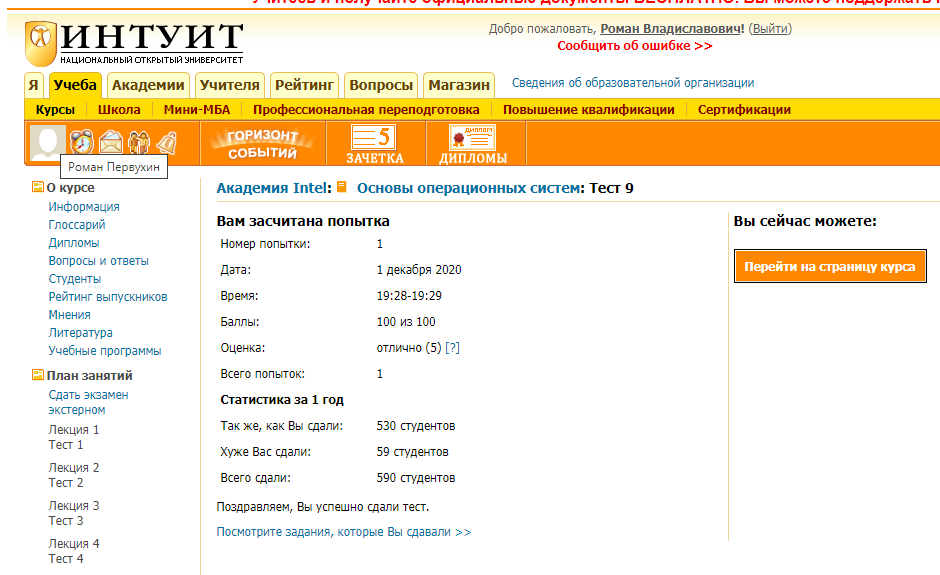 Учитесь и получайте официальные документы БЕСПЛАТНО! Вы можете поддержать
ИНТУИТ
НАЦИОНАЛЬНЫЙ ОТКРЫТЫЙ УНИВЕРСИТЕТ
Добро пожаловать, Роман Владиславович! (Выйти)
Сообщить об ошибке >>
Я Учеба Академии Учителя Рейтинг Вопросы Магазин Сведения об образовательной организации
Курсы Школа Мини-МБА Профессиональная переподготовка Повышение квалификации Сертификации
ГОРИЗОНТ СОБЫТИЙ
5 ЗАЧЕТКА
ДИПЛОМ ДИПЛОМЫ
Роман Первухин
О курсе
Информация
Глоссарий
Дипломы
Вопросы и ответы
Студенты
Рейтинг выпускников
Мнения
Литература
Учебные программы
План занятий
Сдать экзамен
экстерном
Лекция 1
Тест 1
Лекция 2
Тест 2
Лекция 3
Тест 3
Лекция 4
Тест 4
Академия Intel: Основы операционных систем: Тест 9
Вам засчитана попытка
Номер попытки: 1
Дата: 1 декабря 2020
Время: 19:28-19:29
Баллы: 100 из 100
Оценка: отлично (5) [?]
Всего попыток: 1
Статистика за 1 год
Так же, как Вы сдали: 530 студентов
Хуже Вас сдали: 59 студентов
Всего сдали: 590 студентов
Поздравляем, Вы успешно сдали тест.
Посмотрите задания, которые Вы сдавали >>
Вы сейчас можете:
Перейти на страницу курса